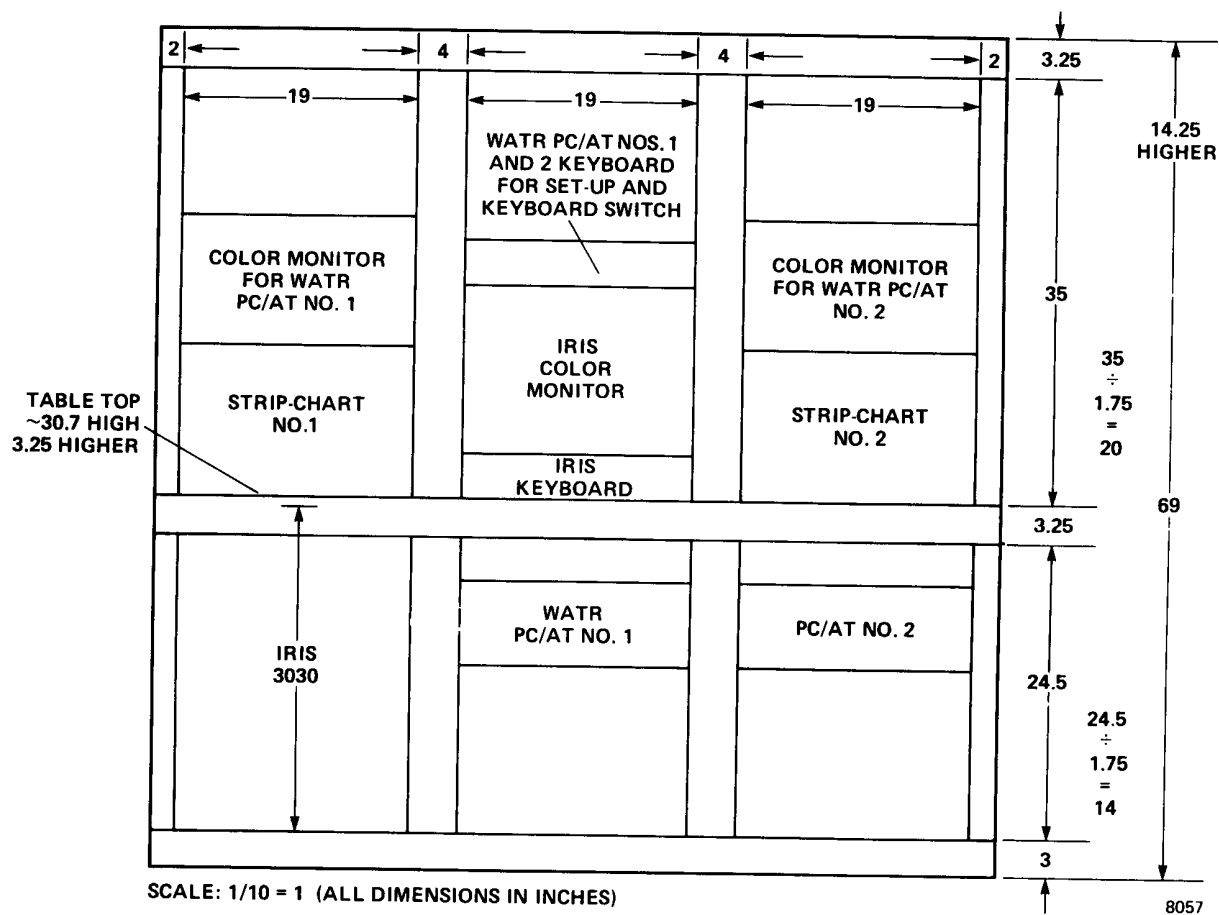 2
4
4
2
3.25
19
19
19
14.25
HIGHER
WATR PC/AT NOS. 1
AND 2 KEYBOARD
FOR SET-UP AND
KEYBOARD SWITCH
COLOR MONITOR
FOR WATR
PC/AT NO. 1
COLOR MONITOR
FOR WATR PC/AT
NO. 2
35
IRIS
COLOR
MONITOR
35
÷
1.75
=
20
TABLE TOP
~30.7 HIGH
3.25 HIGHER
STRIP-CHART
NO.1
STRIP-CHART
NO. 2
IRIS
KEYBOARD
69
3.25
IRIS
3030
WATR
PC/AT NO. 1
PC/AT NO. 2
24.5
24.5
÷
1.75
=
14
3
SCALE: 1/10 = 1 (ALL DIMENSIONS IN INCHES)
8057